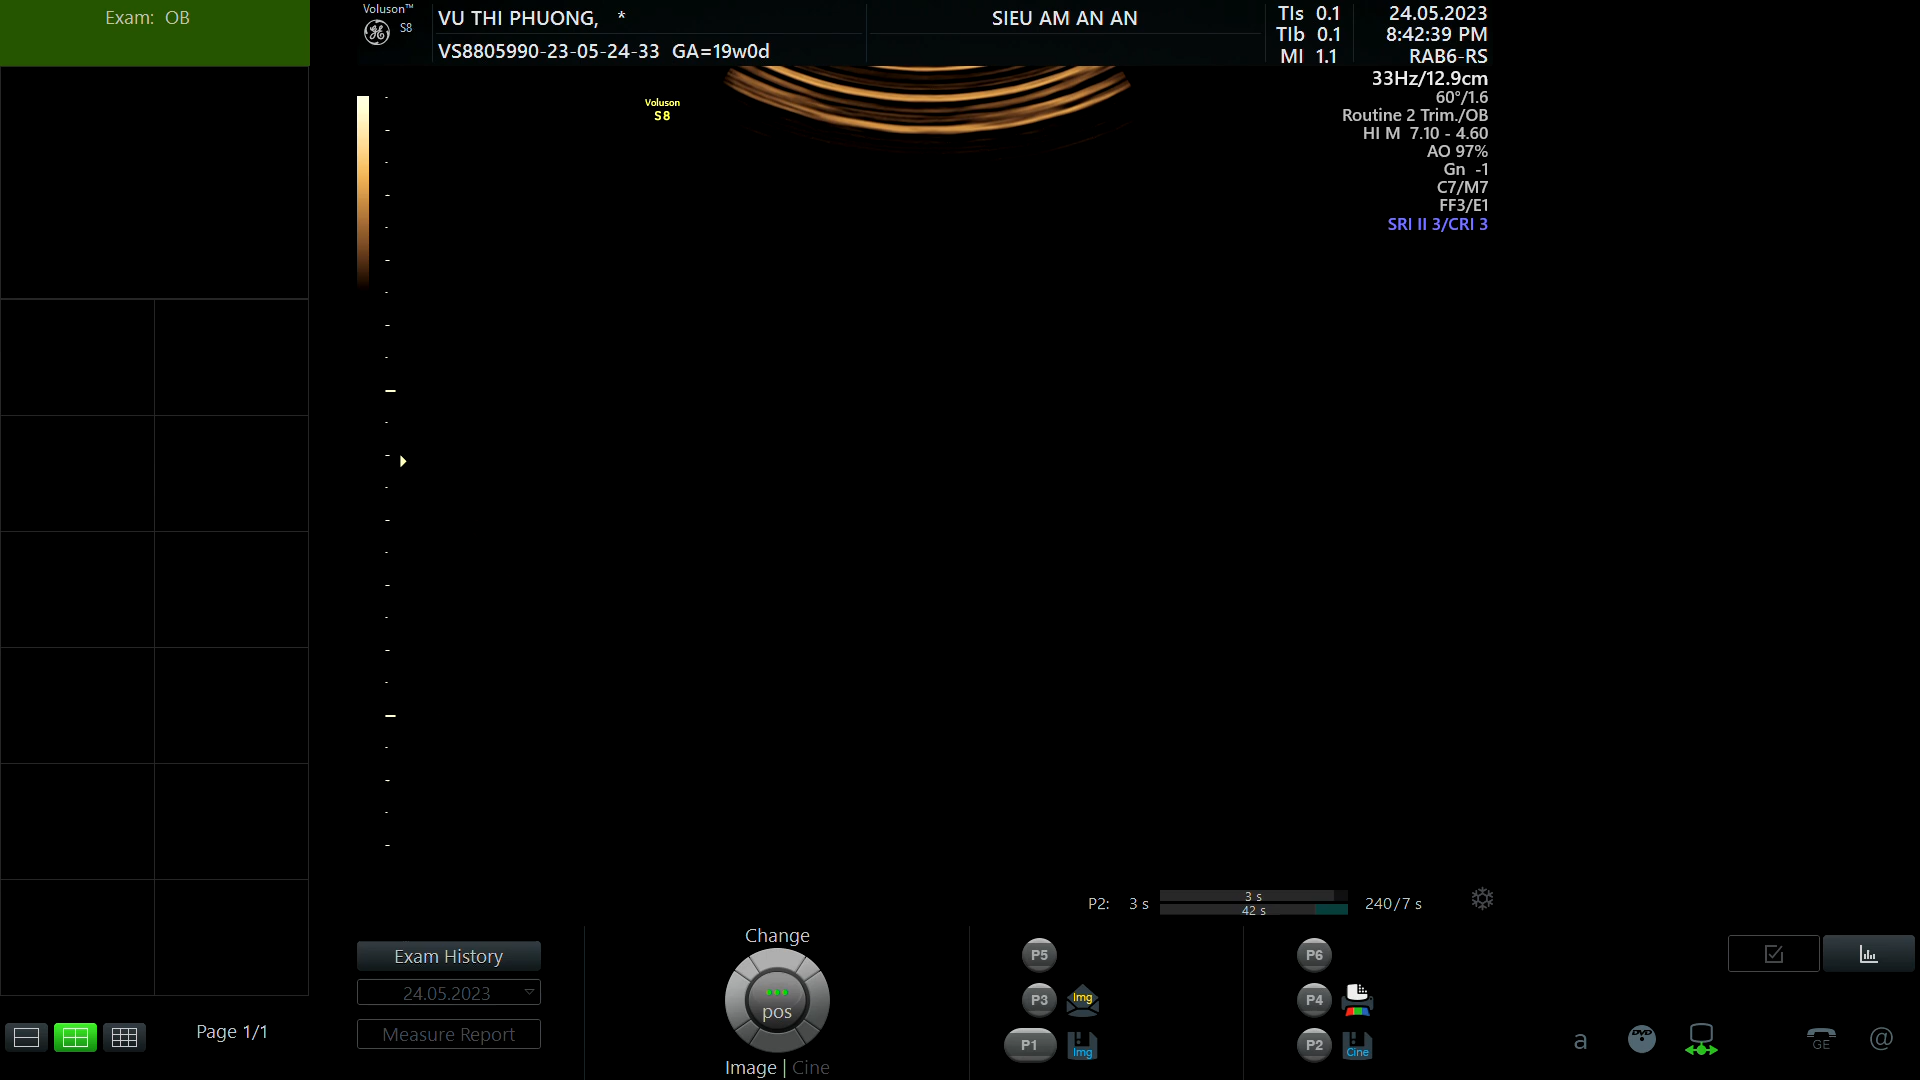 Exam: OB
Voluson™
S8
VU THI PHUONG, *
SIEU AM AN AN
VS8805990-23-05-24-33 GA=19w0d
TIs 0.1
TIb 0.1
MI 1.1
24.05.2023
8:42:39 PM
RAB6-RS
33Hz/12.9cm
60°/1.6
Routine 2 Trim./OB
HI M 7.10 - 4.60
AO 97%
Gn -1
C7/M7
FF3/E1
SRI II 3/CRI 3
Voluson
S8
P2: 3 s
3 s
42 s
240/7 s
Exam History
24.05.2023
Measure Report
Page 1/1
Change
pos
Image | Cine
P5
P3 Img
P1 Img
P6
P4
P2 Cine
a
DVD
GE
@